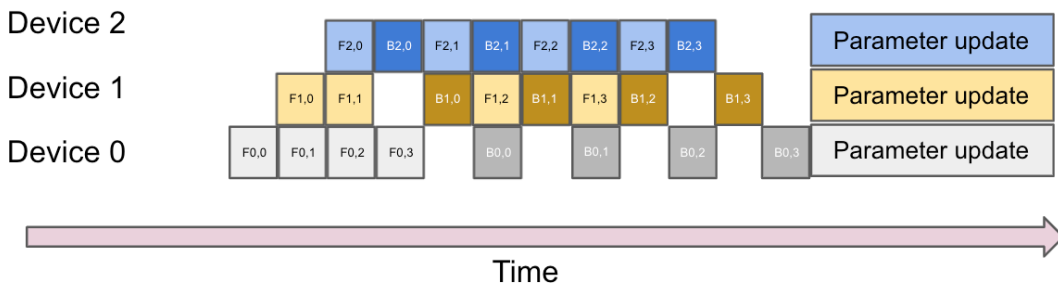 Device 2
F2,0 B2,0 F2,1 B2,1 F2,2 B2,2 F2,3 B2,3 Parameter update
Device 1
F1,0 F1,1 B1,0 F1,2 B1,1 F1,3 B1,2 B1,3 Parameter update
Device 0
F0,0 F0,1 F0,2 F0,3 B0,0 B0,1 B0,2 B0,3 Parameter update
Time